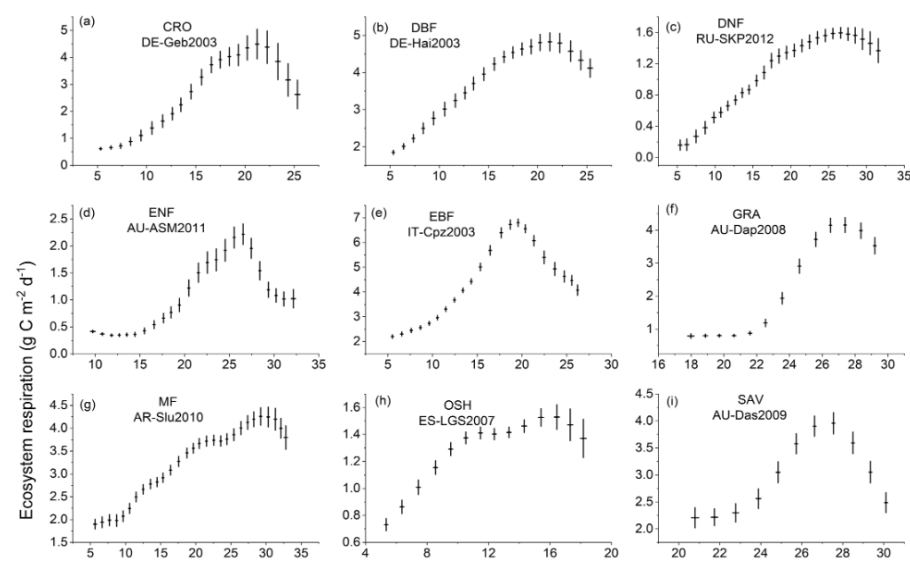 Ecosystem respiration (g C m⁻² d⁻¹)
(a) CRO
DE-Geb2003
5
4
3
2
1
0
5 10 15 20 25
(b) DBF
DE-Hai2003
4
2
5 10 15 20 25
(c) DNF
RU-SKP2012
1.6
1.2
0.8
0.4
0.0
5 10 15 20 25 30 35
(d) ENF
AU-ASM2011
2.5
2.0
1.5
1.0
0.5
0.0
10 15 20 25 30 35
(e) EBF
IT-Cpz2003
7
6
5
4
3
2
5 10 15 20 25 30
(f) GRA
AU-Dap2008
4
3
2
1
16 18 20 22 24 26 28 30
(g) MF
AR-Slu2010
4.5
4.0
3.5
3.0
2.5
2.0
1.5
5 10 15 20 25 30 35
(h) OSH
ES-LGS2007
1.6
1.4
1.2
1.0
0.8
0.6
4 8 12 16 20
(i) SAV
AU-Das2009
4.5
4.0
3.5
3.0
2.5
2.0
20 22 24 26 28 30